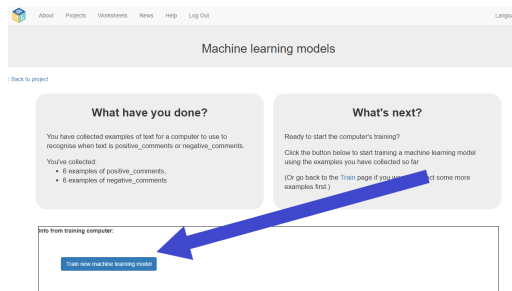 About Projects Worksheets News Help Log Out
Machine learning models
Back to project
What have you done?
You have collected examples of text for a computer to use to
recognise when text is positive_comments or negative_comments.
You've collected:
• 6 examples of positive_comments,
• 6 examples of negative_comments
What's next?
Ready to start the computer's training?
Click the button below to start training a machine learning model
using the examples you have collected so far
(Or go back to the Train page if you some more
examples first.)
Info from training computer:
Train new machine learning model